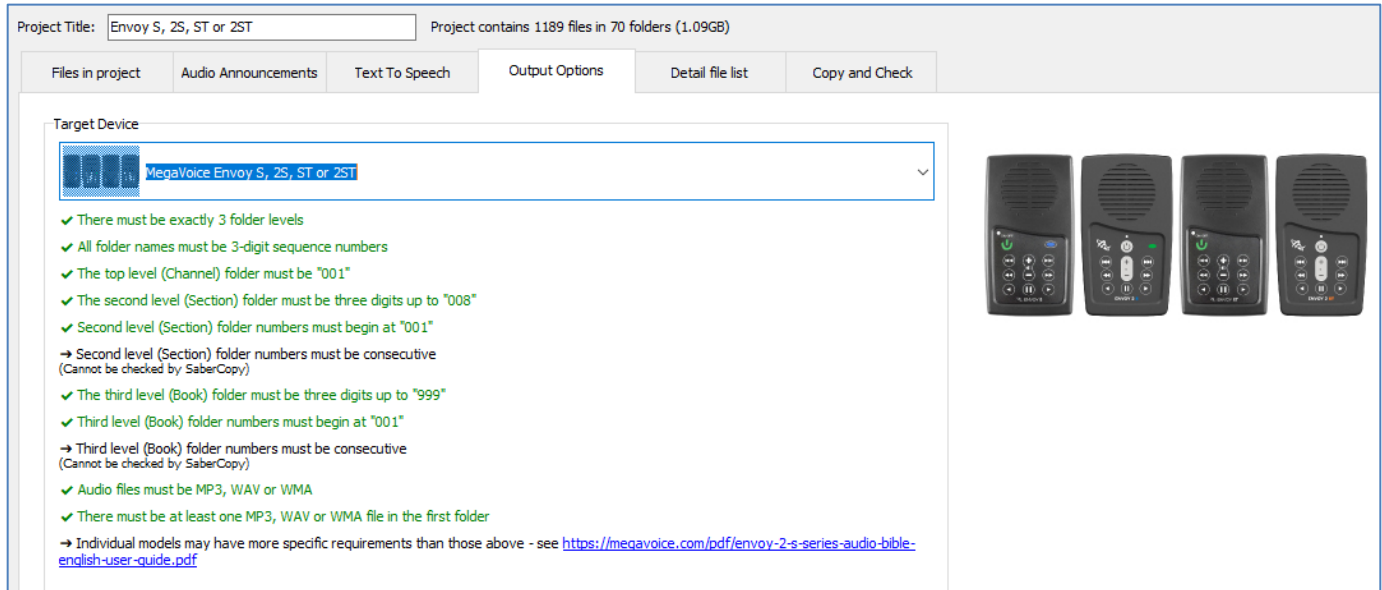 Project Title: Envoy S, 2S, ST or 2ST Project contains 1189 files in 70 folders (1.09GB)
Files in project Audio Announcements Text To Speech Output Options Detail file list Copy and Check
Target Device
MegaVoice Envoy S, 2S, ST or 2ST
✔ There must be exactly 3 folder levels
✔ All folder names must be 3-digit sequence numbers
✔ The top level (Channel) folder must be "001"
✔ The second level (Section) folder must be three digits up to "008"
✔ Second level (Section) folder numbers must begin at "001"
→ Second level (Section) folder numbers must be consecutive
(Cannot be checked by SaberCopy)
✔ The third level (Book) folder must be three digits up to "999"
✔ Third level (Book) folder numbers must begin at "001"
→ Third level (Book) folder numbers must be consecutive
(Cannot be checked by SaberCopy)
✔ Audio files must be MP3, WAV or WMA
✔ There must be at least one MP3, WAV or WMA file in the first folder
→ Individual models may have more specific requirements than those above - see https://megavoice.com/pdf/envoy-2-s-series-audio-bible-
english-user-guide.pdf